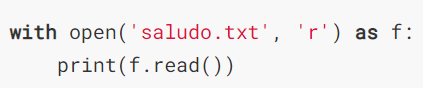 with open('saludo.txt', 'r') as f:
    print(f.read())